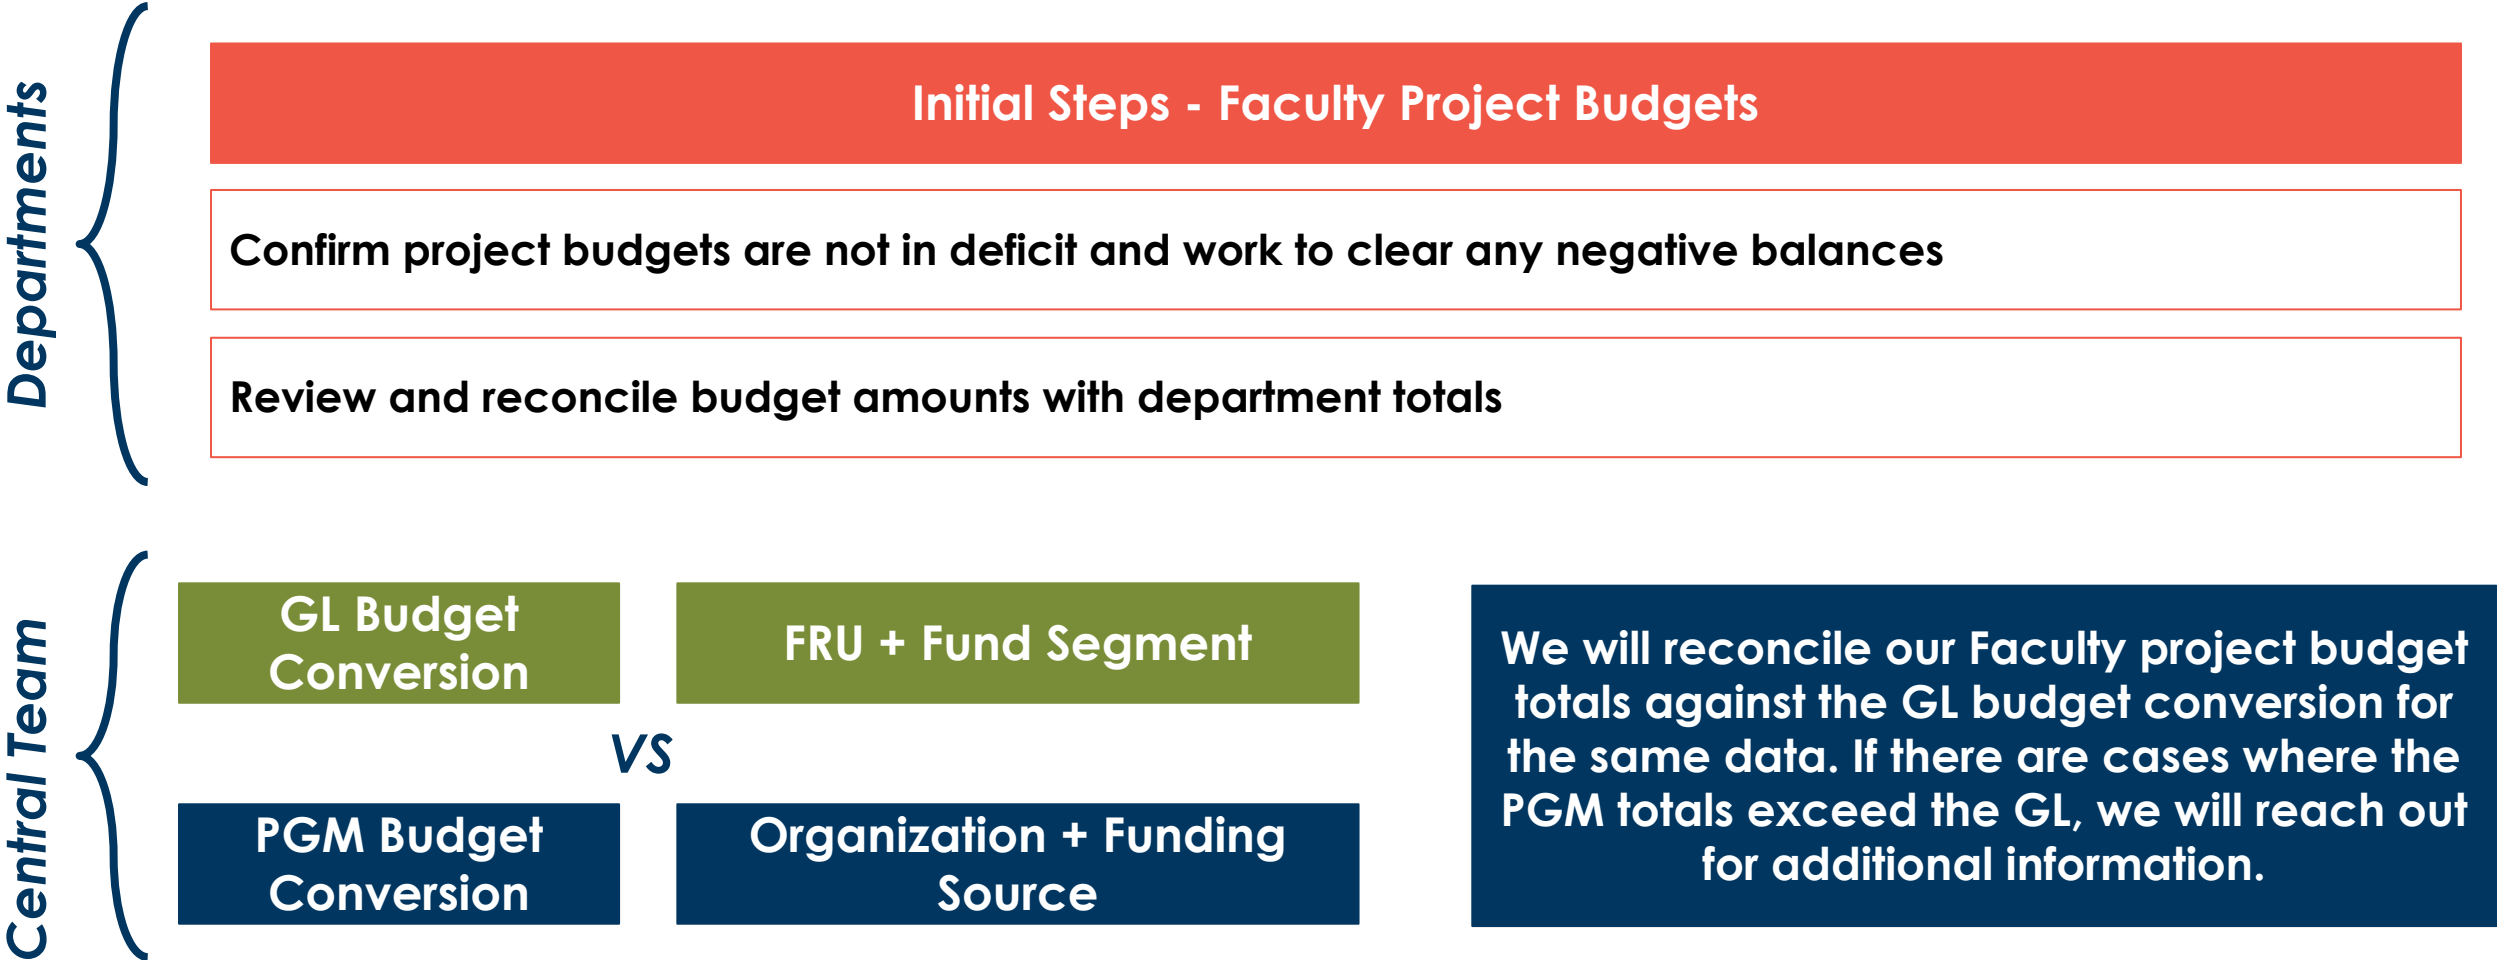 Departments
Initial Steps - Faculty Project Budgets
Confirm project budgets are not in deficit and work to clear any negative balances
Review and reconcile budget amounts with department totals
Central Team
GL Budget
Conversion
FRU + Fund Segment
vs
PGM Budget
Conversion
Organization + Funding
Source
We will reconcile our Faculty project budget
totals against the GL budget conversion for
the same data. If there are cases where the
PGM totals exceed the GL, we will reach out
for additional information.